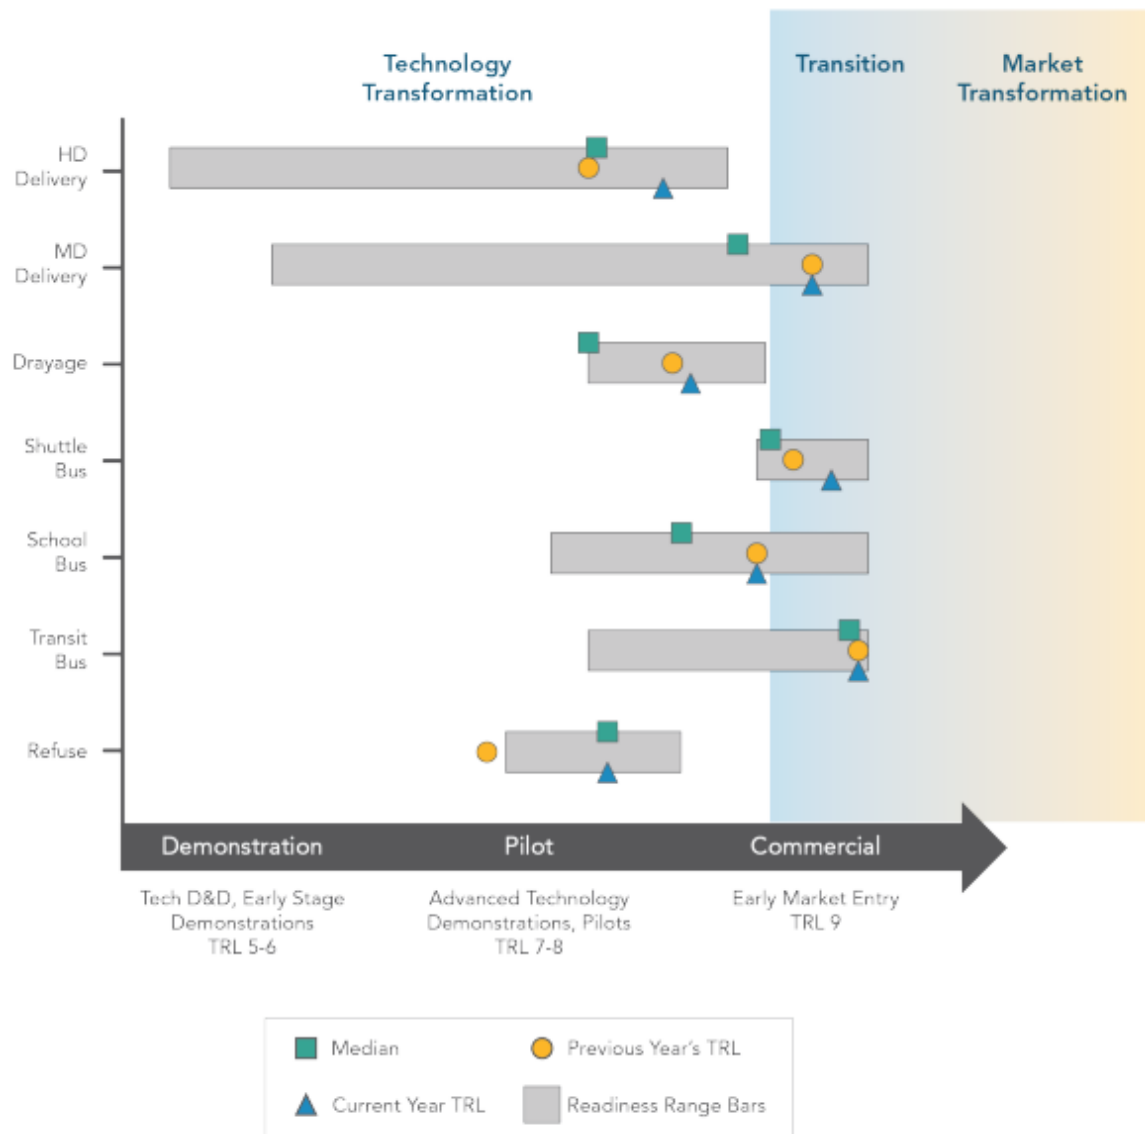 Technology
Transformation
Transition
Market
Transformation
HD
Delivery
MD
Delivery
Drayage
Shuttle
Bus
School
Bus
Transit
Bus
Refuse
Demonstration
Pilot
Commercial
Tech D&D, Early Stage
Demonstrations
TRL 5-6
Advanced Technology
Demonstrations, Pilots
TRL 7-8
Early Market Entry
TRL 9
Median
Previous Year's TRL
Current Year TRL
Readiness Range Bars